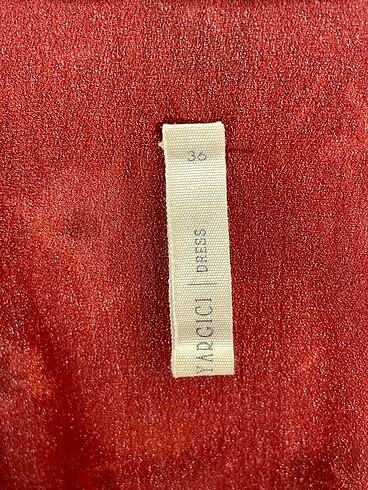 36
YARGICI | DRESS